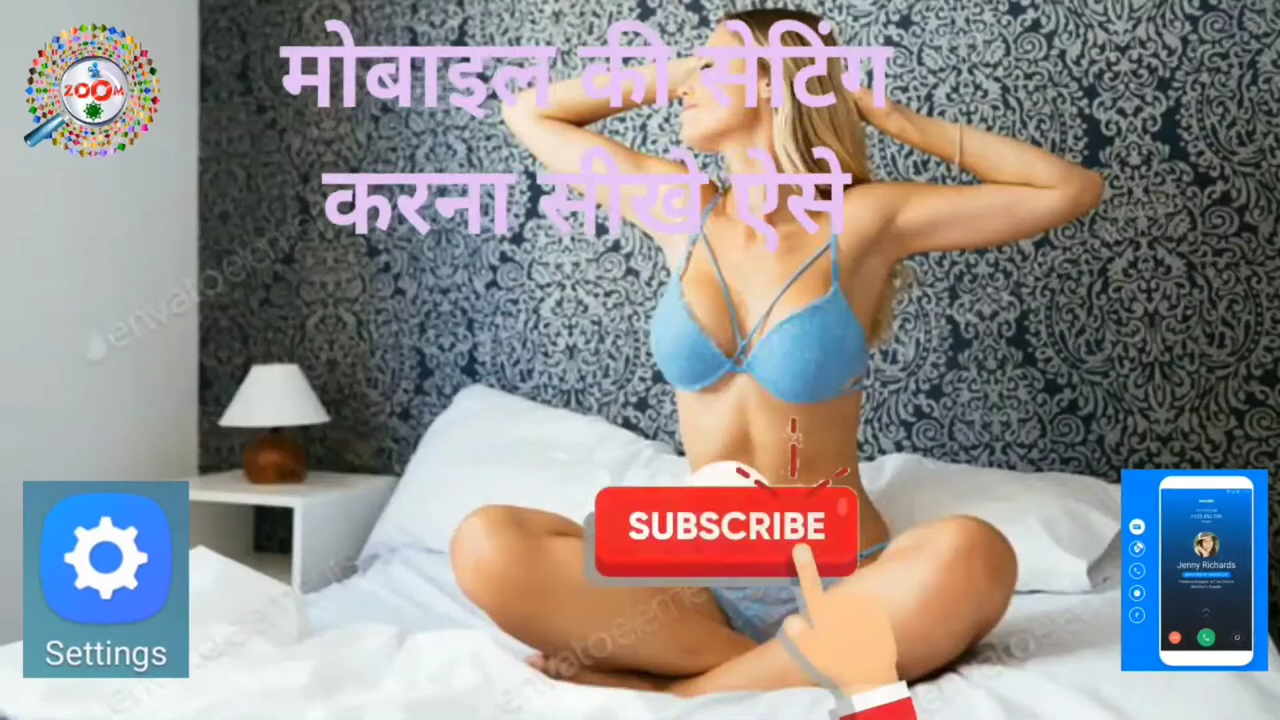 मोबाइल की सेटिंग
करना सीखे ऐसे
ZOOM
SUBSCRIBE
Settings
Jenny Richards